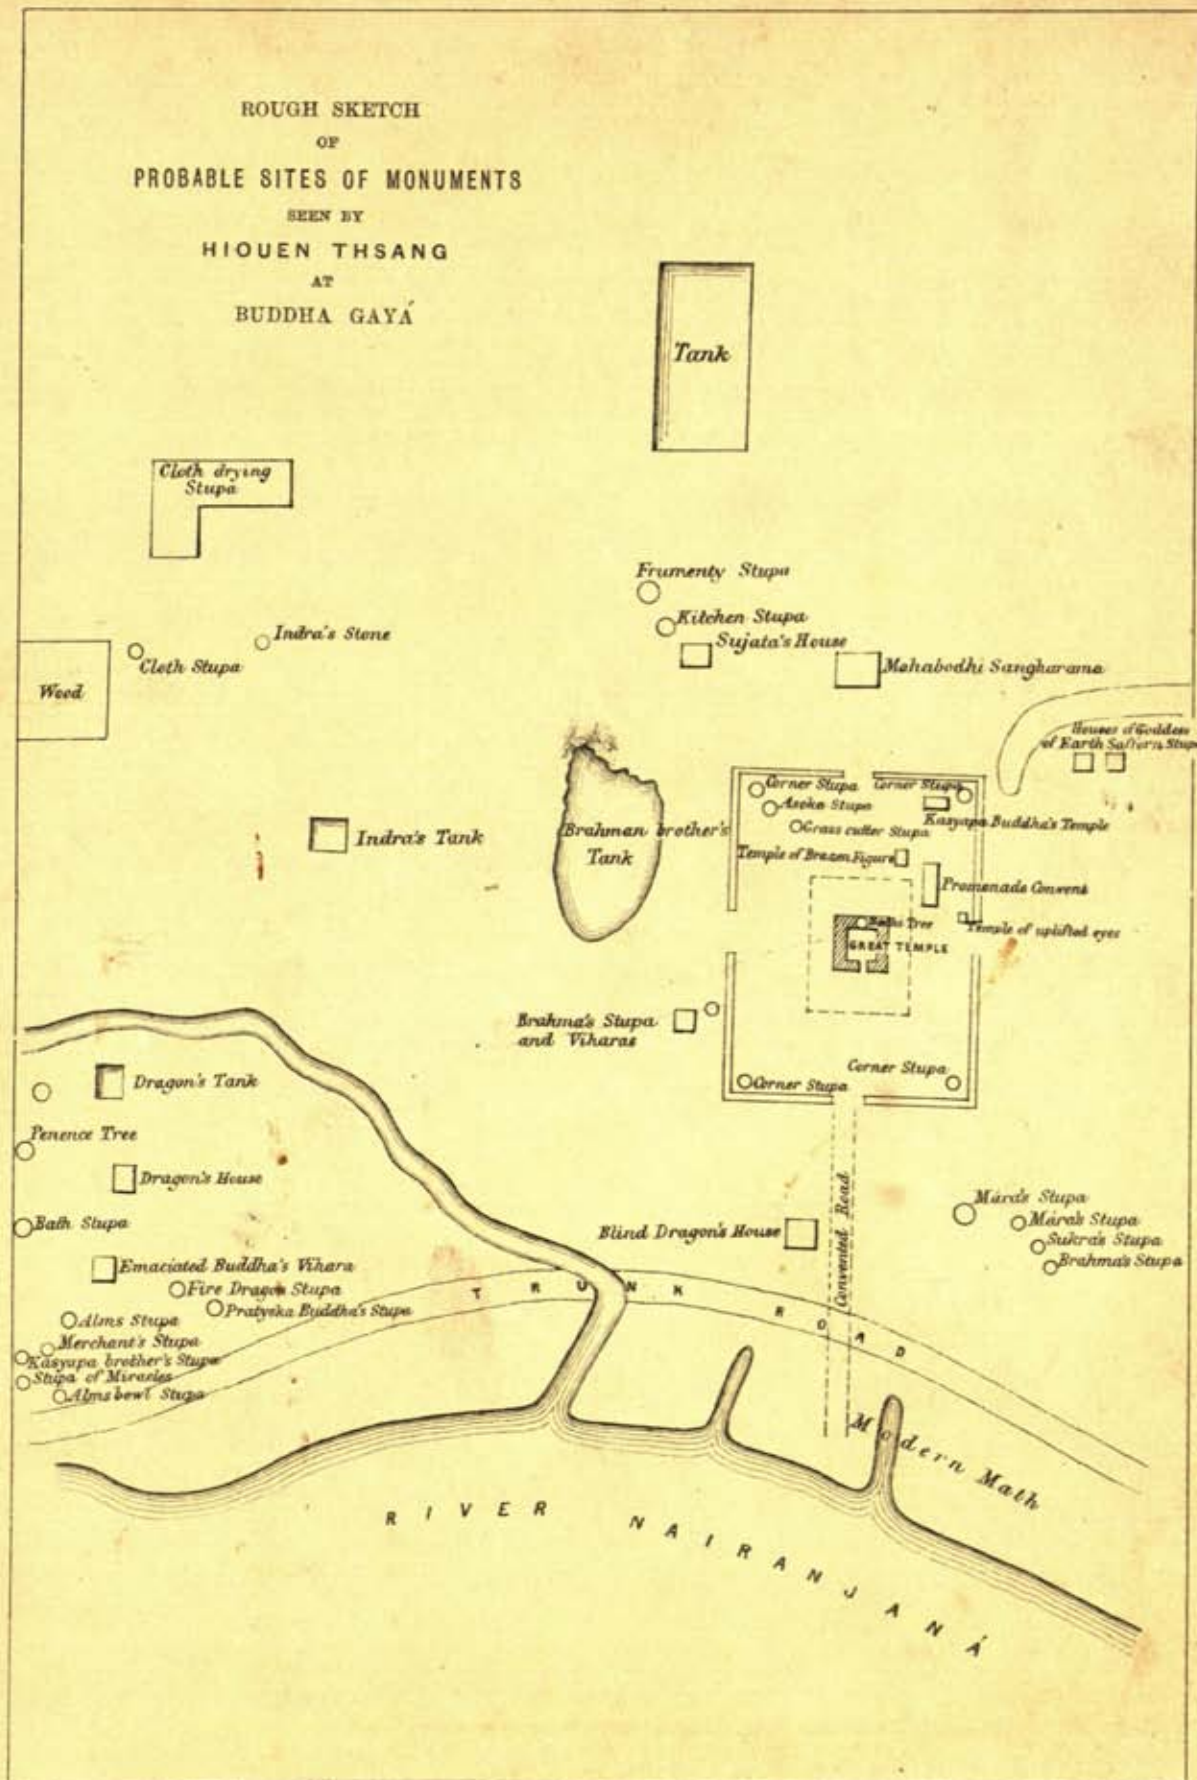 ROUGH SKETCH
OF
PROBABLE SITES OF MONUMENTS
SEEN BY
HIOUEN THSANG
AT
BUDDHA GAYÁ
Tank
Cloth drying
Stupa
Frumenty Stupa
Kitchen Stupa
Sujata's House
Indra's Stone
Cloth Stupa
Mahabodhi Sangharama
Wood
Houses of Goddess
of Earth Saffron Stupa
Corner Stupa
Corner Stupa
Asoka Stupa
Kasyapa Buddha's Temple
Grass cutter Stupa
Indra's Tank
Brahman brother's
Tank
Temple of Brazen Figure
Promenade Convent
Bodhi Tree
Temple of uplifted eyes
GREAT TEMPLE
Brahma's Stupa
and Viharas
Corner Stupa
Corner Stupa
Dragon's Tank
Penence Tree
Dragon's House
Bath Stupa
Blind Dragon's House
Convented Road
Mára's Stupa
Mára's Stupa
Sukra's Stupa
Brahma's Stupa
Emaciated Buddha's Vihara
Fire Dragon Stupa
Pratyeka Buddha's Stupa
TRUNK ROAD
Alms Stupa
Merchant's Stupa
Kasyapa brother's Stupa
Stupa of Miracles
Alms bowl Stupa
Modern Math
RIVER NAIRANJANÁ